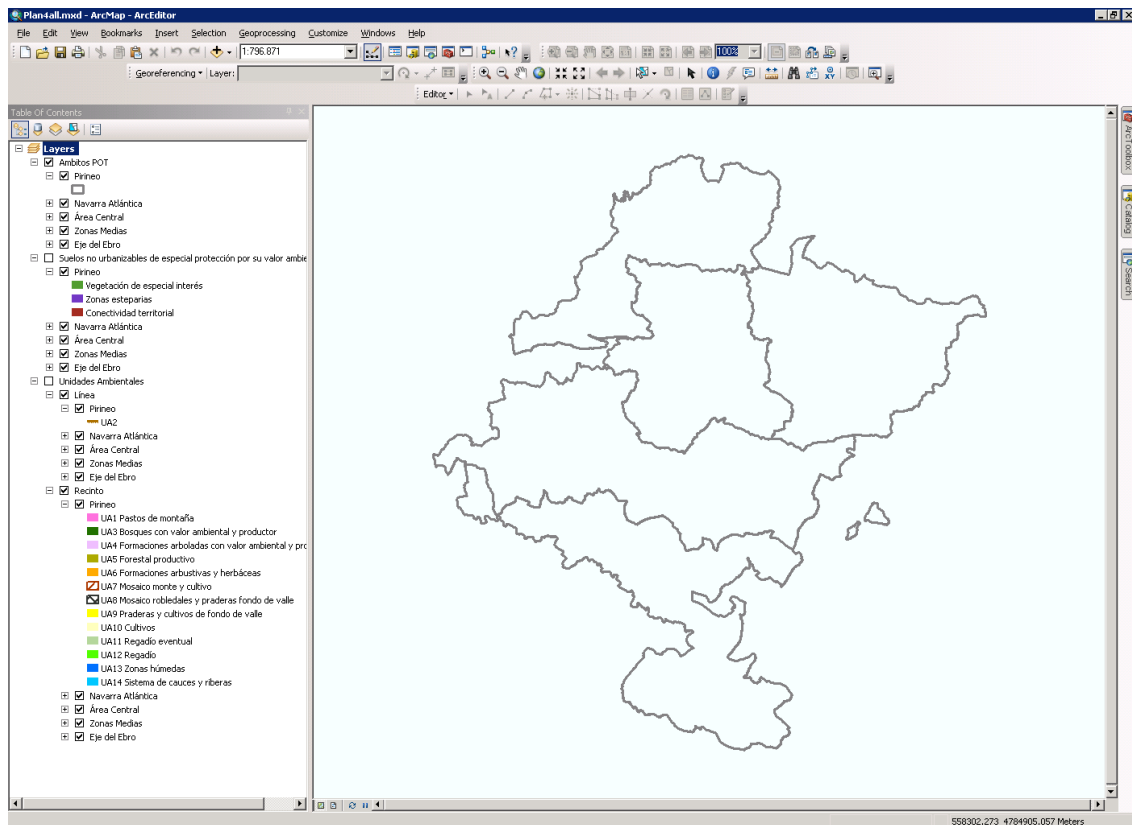 Plan4all.mxd - ArcMap - ArcEditor
File Edit View Bookmarks Insert Selection Geoprocessing Customize Windows Help
1:796.871
100%
Georeferencing Layer:
Editor
Table Of Contents
Layers
Ambitos POT
Pirineo
Navarra Atlántica
Área Central
Zonas Medias
Eje del Ebro
Suelos no urbanizables de especial protección por su valor ambie
Pirineo
Vegetación de especial interés
Zonas esteparias
Conectividad territorial
Navarra Atlántica
Área Central
Zonas Medias
Eje del Ebro
Unidades Ambientales
Línea
Pirineo
UA2
Navarra Atlántica
Área Central
Zonas Medias
Eje del Ebro
Recinto
Pirineo
UA1 Pastos de montaña
UA3 Bosques con valor ambiental y productor
UA4 Formaciones arboladas con valor ambiental y pro
UA5 Forestal productivo
UA6 Formaciones arbustivas y herbáceas
UA7 Mosaico monte y cultivo
UA8 Mosaico robledales y praderas fondo de valle
UA9 Praderas y cultivos de fondo de valle
UA10 Cultivos
UA11 Regadío eventual
UA12 Regadío
UA13 Zonas húmedas
UA14 Sistema de cauces y riberas
Navarra Atlántica
Área Central
Zonas Medias
Eje del Ebro
ArcToolbox
Catalog
Search
558302,273 4784905,057 Meters